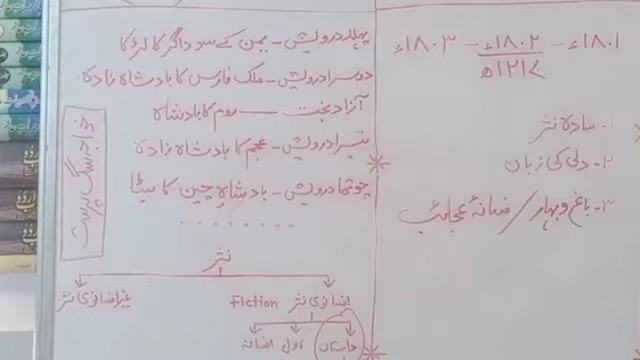 ۱۸۰۱ء - ۱۸۰۲ء - ۱۸۰۳ء
۱۲۱۷ھ
۱- سادہ نثر
۲- دلی کی زبان
۳- باغ و بہار / فسانۂ عجائب
پہلا درویش - یمن کے سوداگر کا لڑکا
دوسرا درویش - ملک فارس کا بادشاہ زادہ
آزاد بخت — روم کا بادشاہ
تیسرا درویش - عجم کا بادشاہ زادہ
چوتھا درویش - بادشاہِ چین کا بیٹا
خواجہ سگ پرست
نثر
افسانوی نثر Fiction
غیر افسانوی نثر
داستان ناول افسانہ